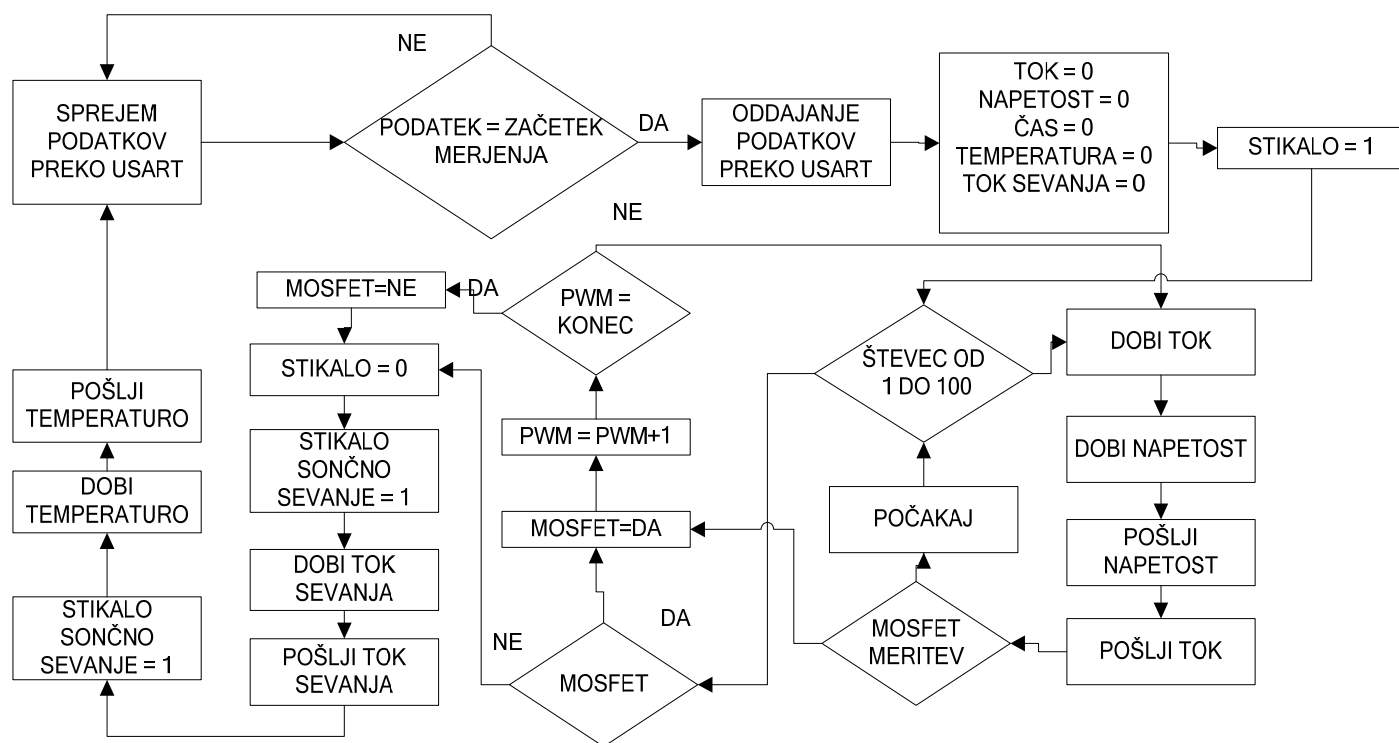 NE
SPREJEM
PODATKOV
PREKO USART
PODATEK = ZAČETEK
MERJENJA
DA
ODDAJANJE
PODATKOV
PREKO USART
TOK = 0
NAPETOST = 0
ČAS = 0
TEMPERATURA = 0
TOK SEVANJA = 0
STIKALO = 1
NE
MOSFET=NE
DA
PWM =
KONEC
ŠTEVEC OD
1 DO 100
DOBI TOK
STIKALO = 0
POŠLJI
TEMPERATURO
PWM = PWM+1
DOBI NAPETOST
STIKALO
SONČNO
SEVANJE = 1
DOBI
TEMPERATURO
MOSFET=DA
POČAKAJ
POŠLJI
NAPETOST
DOBI TOK
SEVANJA
STIKALO
SONČNO
SEVANJE = 1
DA
NE
MOSFET
MERITEV
POŠLJI TOK
POŠLJI TOK
SEVANJA
MOSFET